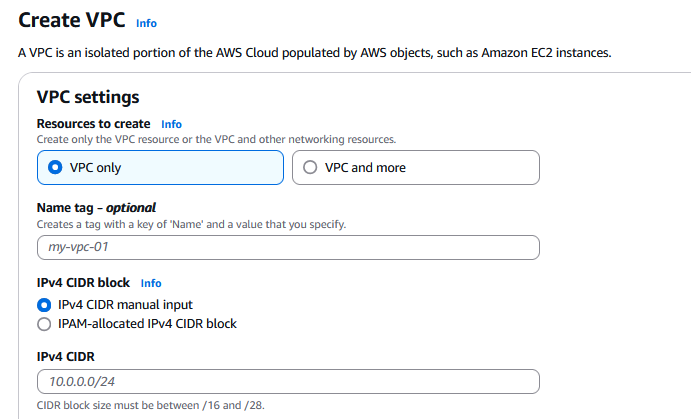 Create VPC Info
A VPC is an isolated portion of the AWS Cloud populated by AWS objects, such as Amazon EC2 instances.
VPC settings
Resources to create Info
Create only the VPC resource or the VPC and other networking resources.
VPC only
VPC and more
Name tag – optional
Creates a tag with a key of 'Name' and a value that you specify.
my-vpc-01
IPv4 CIDR block Info
IPv4 CIDR manual input
IPAM-allocated IPv4 CIDR block
IPv4 CIDR
10.0.0.0/24
CIDR block size must be between /16 and /28.